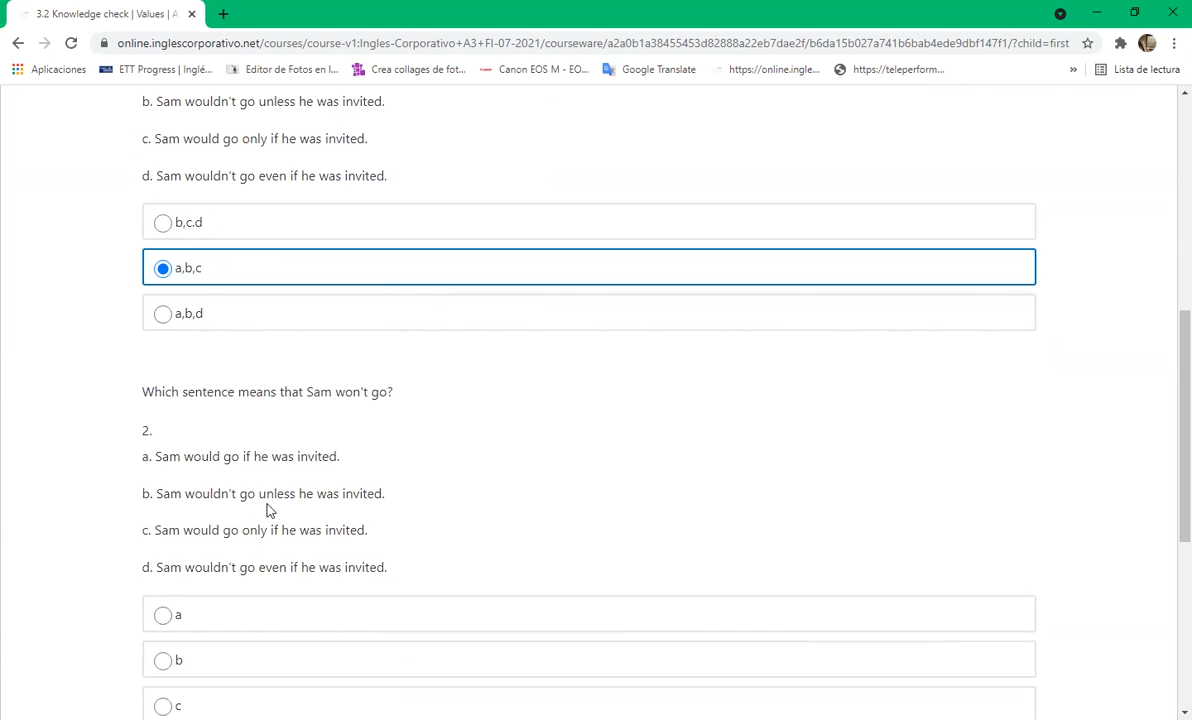 3.2 Knowledge check | Values | A
online.inglescorporativo.net/courses/course-v1:Ingles-Corporativo+A3+FI-07-2021/courseware/a2a0b1a38455453d82888a22eb7dae2f/b6da15b027a741b6bab4ede9dbf147f1/?child=first
Aplicaciones ETT Progress | Inglé... Editor de Fotos en l... Crea collages de fot... Canon EOS M - EO... Google Translate https://online.ingle... https://teleperform... » Lista de lectura
b. Sam wouldn't go unless he was invited.
c. Sam would go only if he was invited.
d. Sam wouldn't go even if he was invited.
b,c.d
a,b,c
a,b,d
Which sentence means that Sam won't go?
2.
a. Sam would go if he was invited.
b. Sam wouldn't go unless he was invited.
c. Sam would go only if he was invited.
d. Sam wouldn't go even if he was invited.
a
b
c